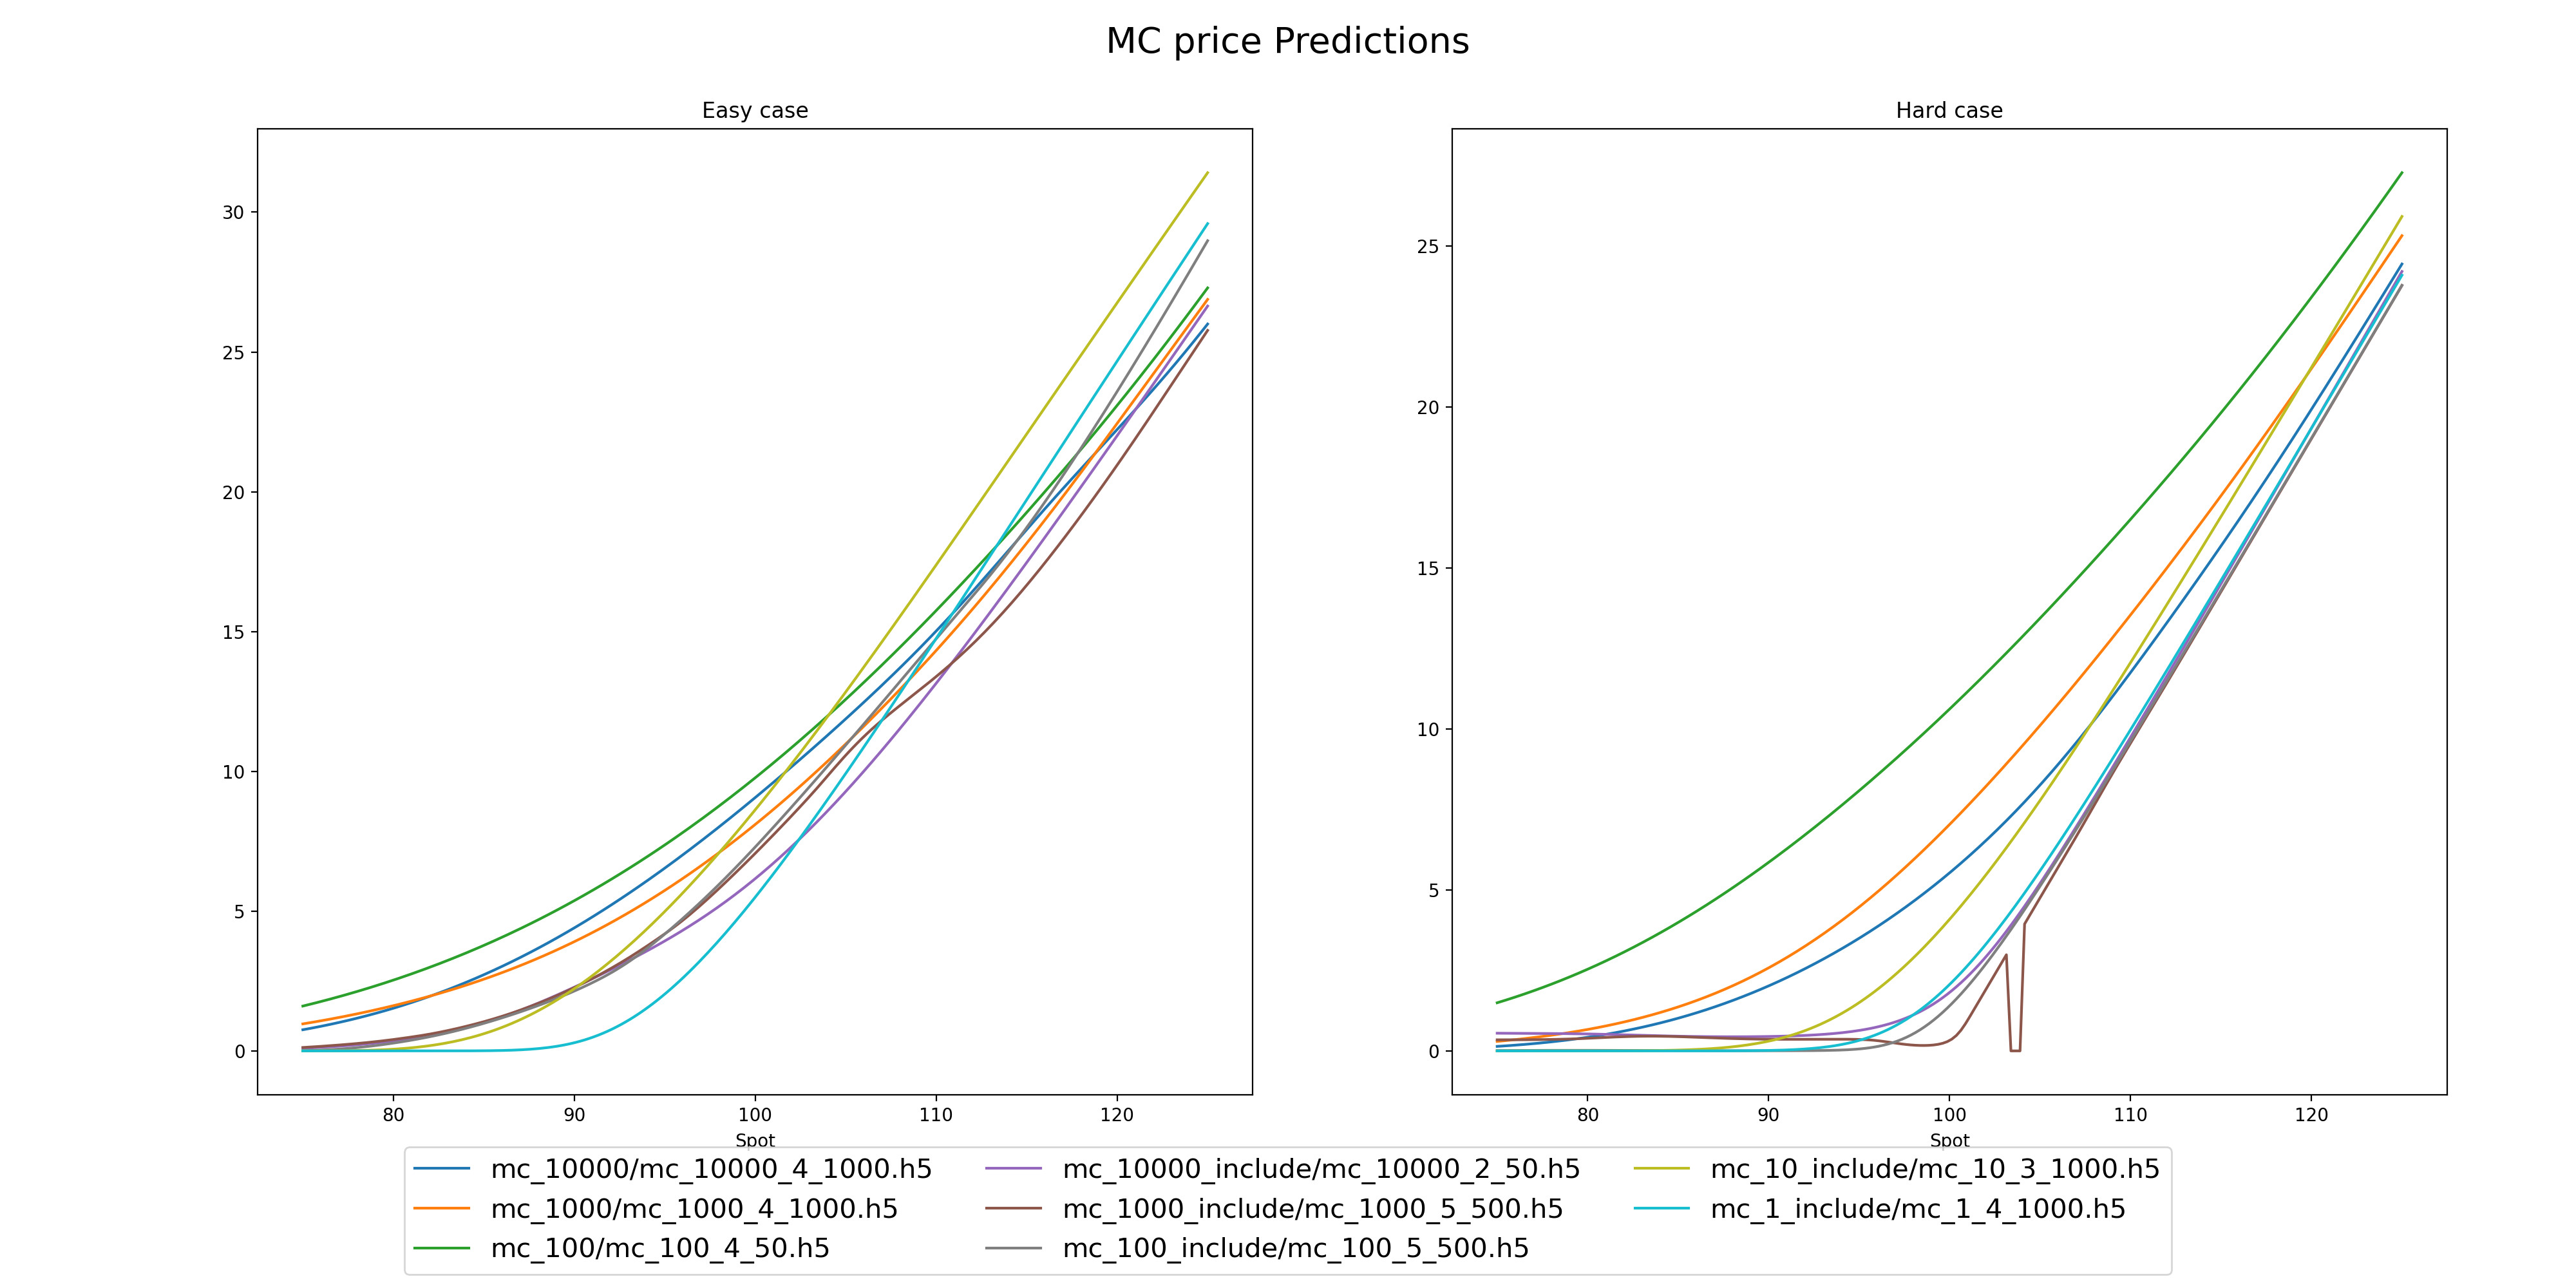 MC price Predictions
Easy case
30
25
20
15
10
5
0
80 90 100 110 120
Spot
Hard case
25
20
15
10
5
0
80 90 100 110 120
Spot
mc_10000/mc_10000_4_1000.h5
mc_1000/mc_1000_4_1000.h5
mc_100/mc_100_4_50.h5
mc_10000_include/mc_10000_2_50.h5
mc_1000_include/mc_1000_5_500.h5
mc_100_include/mc_100_5_500.h5
mc_10_include/mc_10_3_1000.h5
mc_1_include/mc_1_4_1000.h5